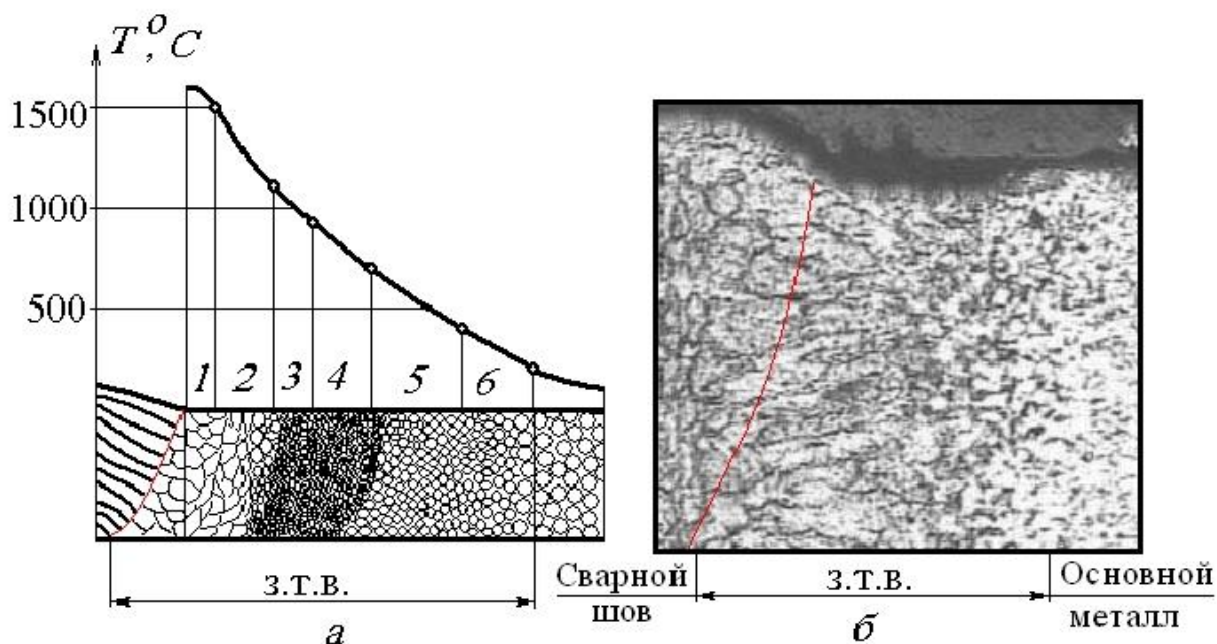 T, °C
1500
1000
500
1 2 3 4 5 6
з.т.в.
а
Сварной
шов
з.т.в.
Основной
металл
б